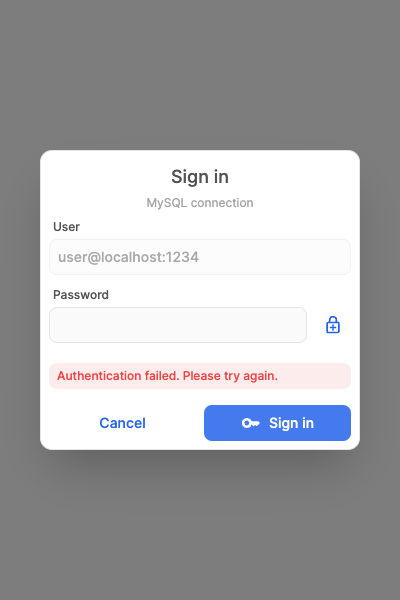 Sign in
MySQL connection
User
user@localhost:1234
Password
Authentication failed. Please try again.
Cancel
Sign in